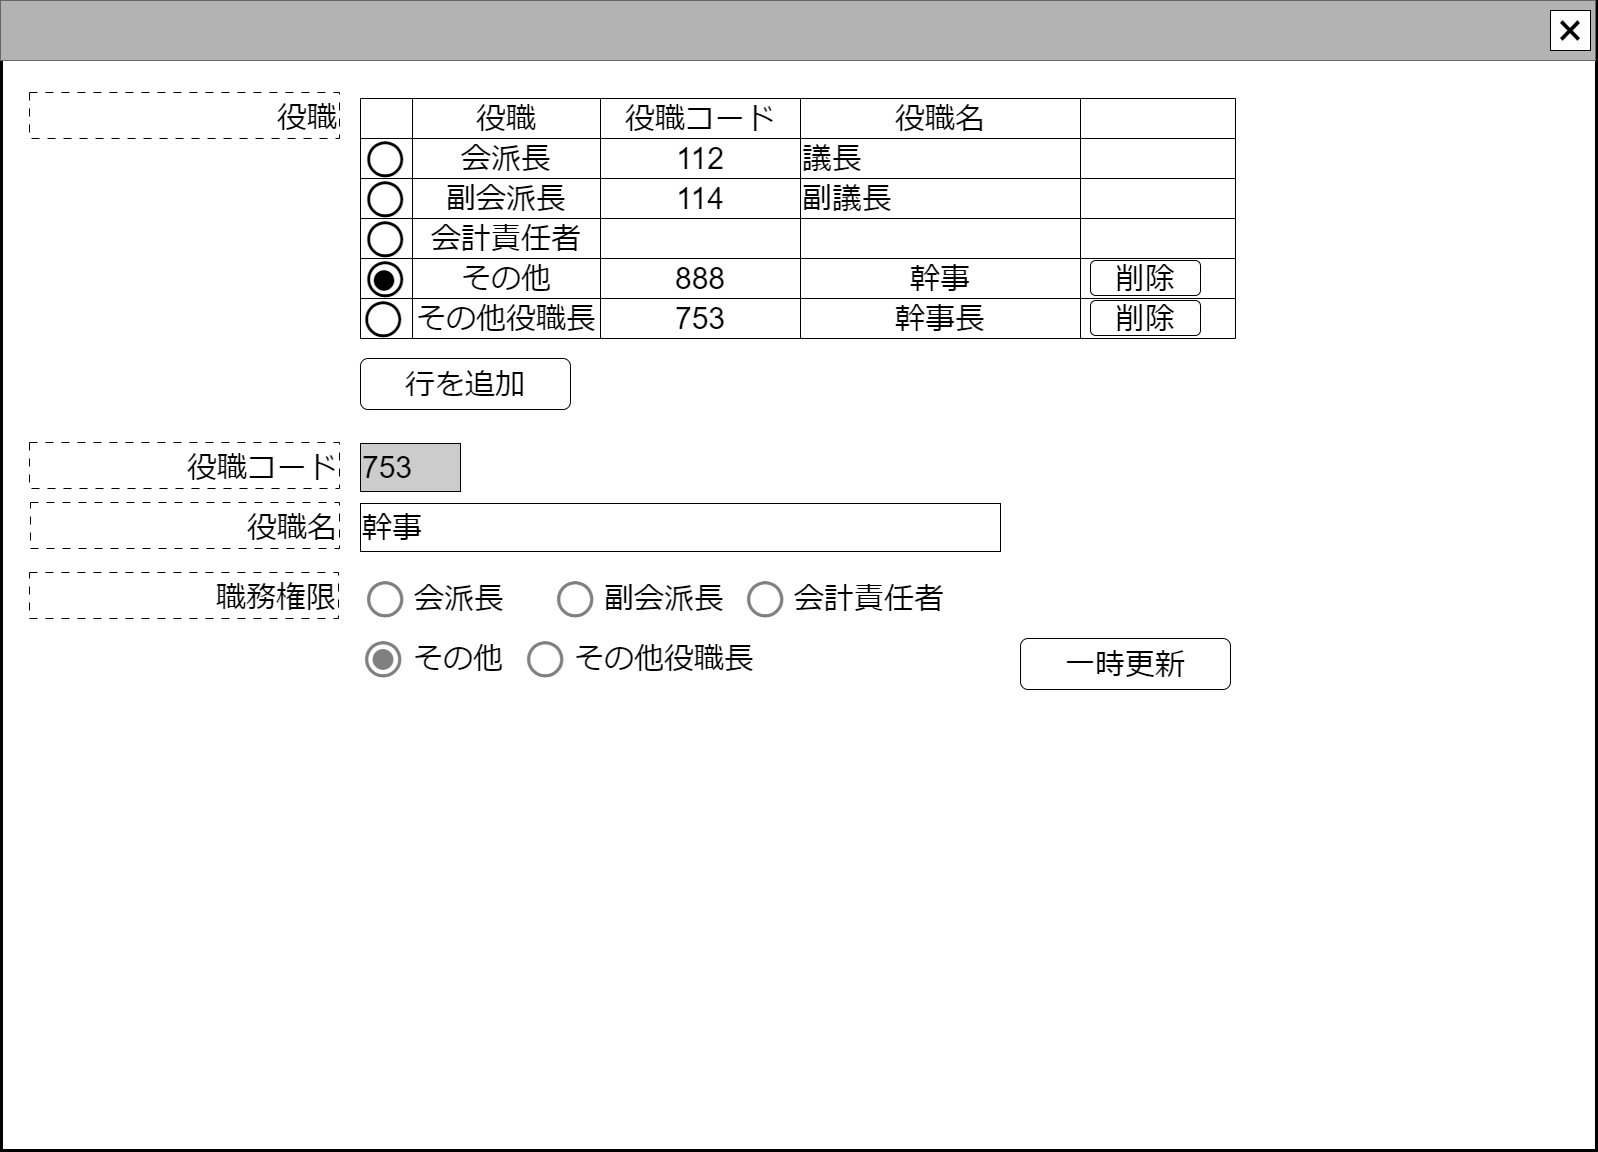 役職
役職 役職コード 役職名
会派長 112 議長
副会派長 114 副議長
会計責任者
その他 888 幹事 削除
その他役職長 753 幹事長 削除
行を追加
役職コード 753
役職名 幹事
職務権限 会派長 副会派長 会計責任者
その他 その他役職長 一時更新